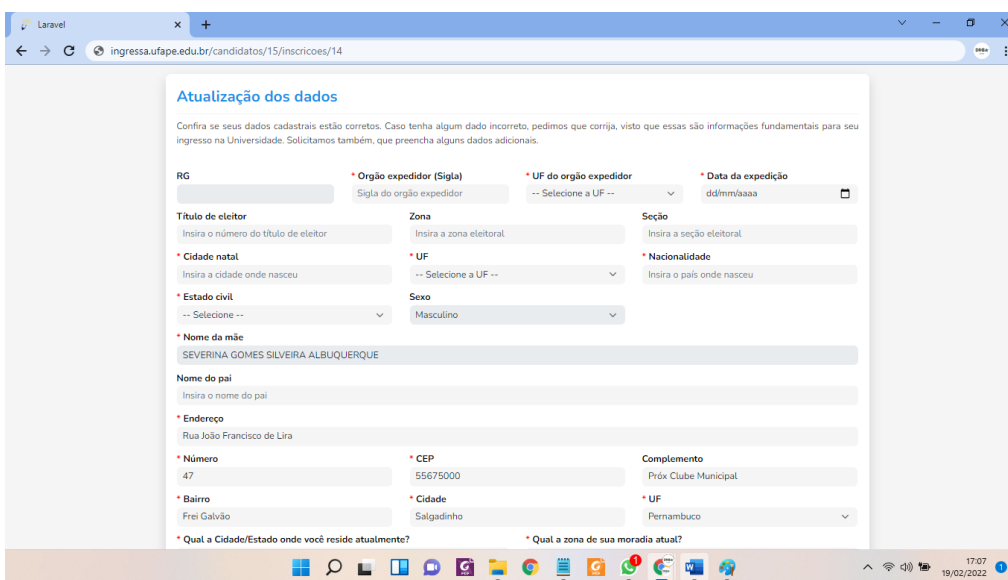 Laravel
ingressa.ufape.edu.br/candidatos/15/inscricoes/14
Atualização dos dados
Confira se seus dados cadastrais estão corretos. Caso tenha algum dado incorreto, pedimos que corrija, visto que essas são informações fundamentais para seu
ingresso na Universidade. Solicitamos também, que preencha alguns dados adicionais.
RG * Orgão expedidor (Sigla) * UF do orgão expedidor * Data da expedição
Sigla do orgão expedidor -- Selecione a UF -- dd/mm/aaaa
Título de eleitor Zona Seção
Insira o número do título de eleitor Insira a zona eleitoral Insira a seção eleitoral
* Cidade natal * UF * Nacionalidade
Insira a cidade onde nasceu -- Selecione a UF -- Insira o país onde nasceu
* Estado civil Sexo
-- Selecione -- Masculino
* Nome da mãe
SEVERINA GOMES SILVEIRA ALBUQUERQUE
Nome do pai
Insira o nome do pai
* Endereço
Rua João Francisco de Lira
* Número * CEP Complemento
47 55675000 Próx Clube Municipal
* Bairro * Cidade * UF
Frei Galvão Salgadinho Pernambuco
* Qual a Cidade/Estado onde você reside atualmente? * Qual a zona de sua moradia atual?
1
17:07
19/02/2022